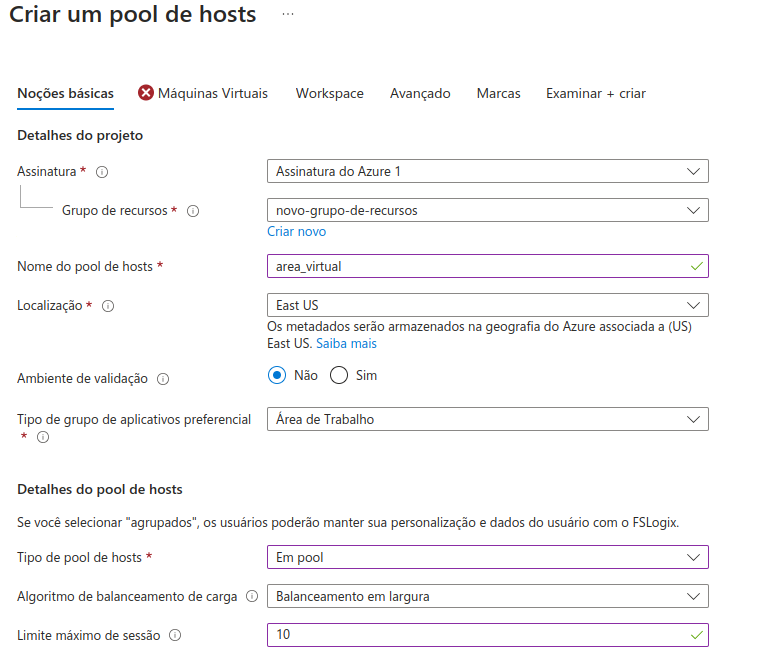 Criar um pool de hosts ...
Noções básicas Máquinas Virtuais Workspace Avançado Marcas Examinar + criar
Detalhes do projeto
Assinatura * Assinatura do Azure 1
Grupo de recursos * novo-grupo-de-recursos
Criar novo
Nome do pool de hosts * area_virtual
Localização * East US
Os metadados serão armazenados na geografia do Azure associada a (US)
East US. Saiba mais
Ambiente de validação Não Sim
Tipo de grupo de aplicativos preferencial Área de Trabalho
*
Detalhes do pool de hosts
Se você selecionar "agrupados", os usuários poderão manter sua personalização e dados do usuário com o FSLogix.
Tipo de pool de hosts * Em pool
Algoritmo de balanceamento de carga Balanceamento em largura
Limite máximo de sessão 10